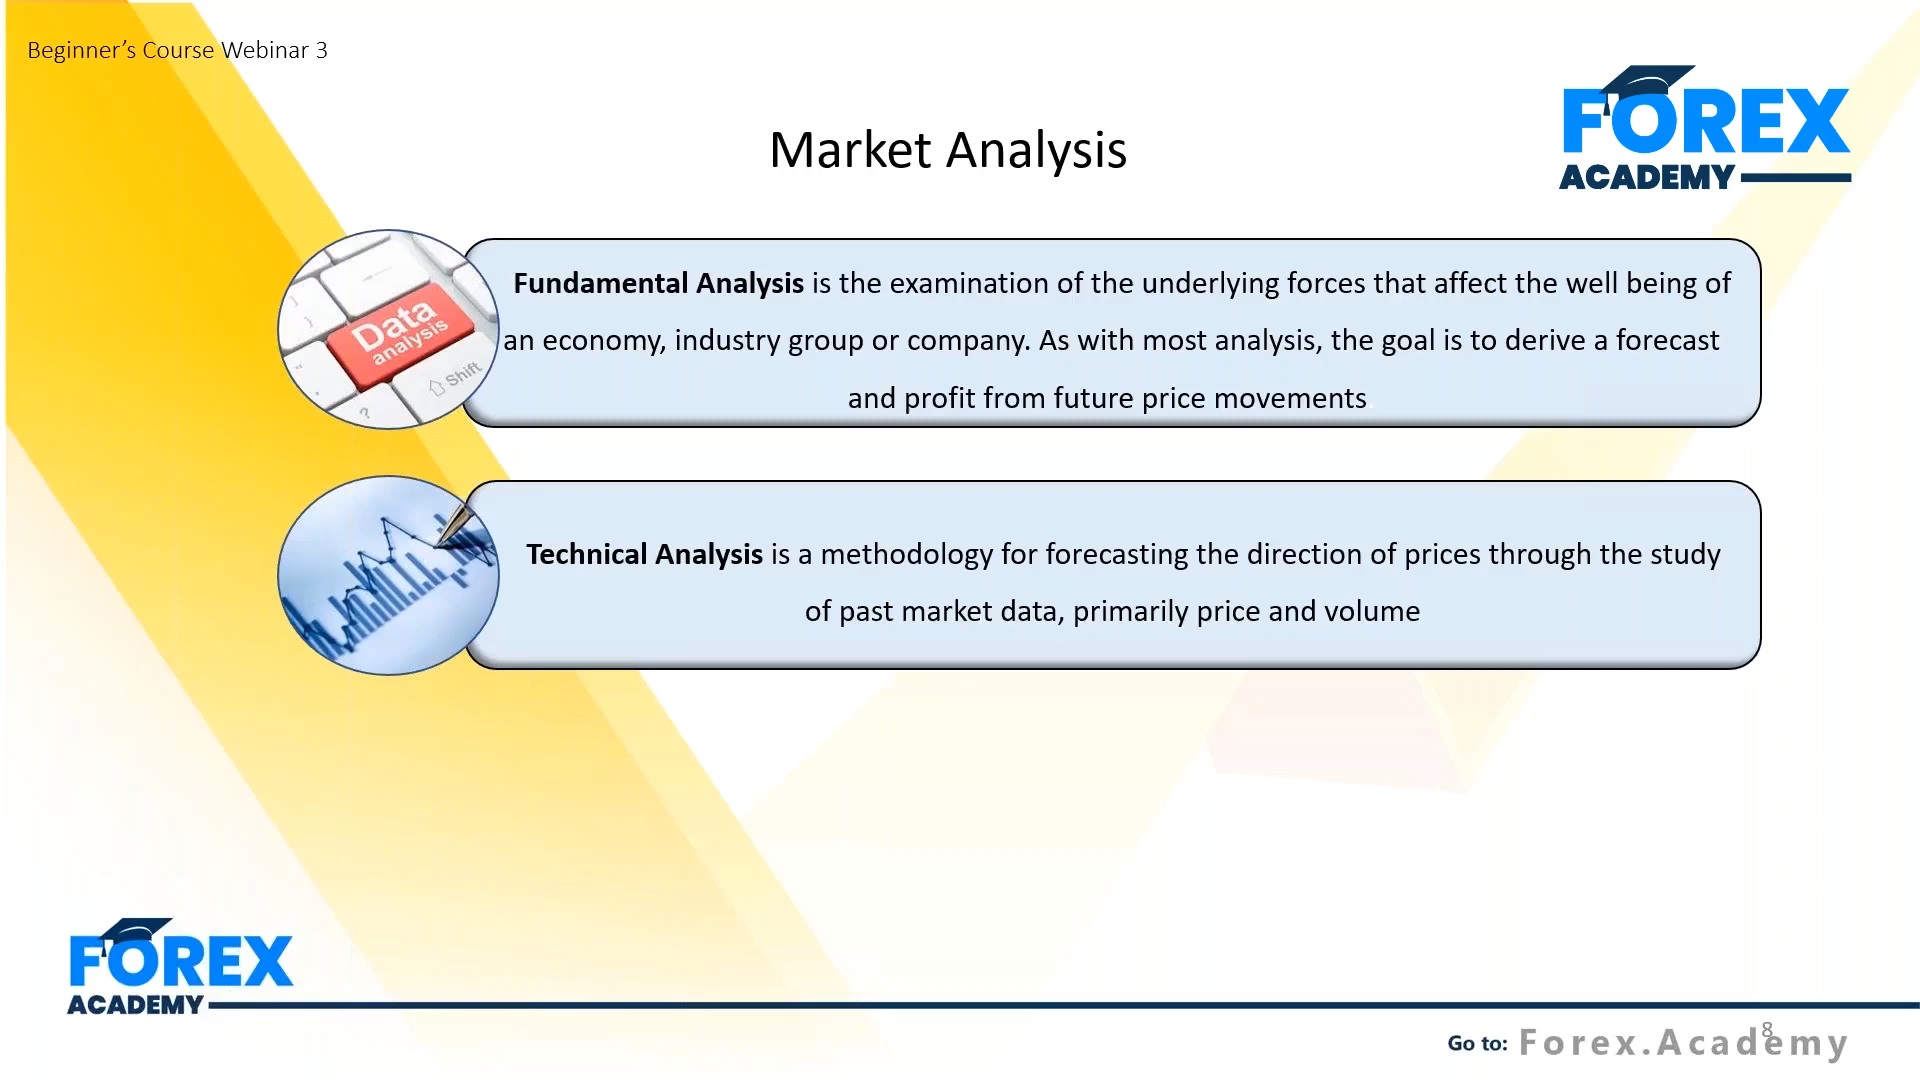 Beginner’s Course Webinar 3
FOREX
ACADEMY
Market Analysis
Data
analysis
Shift
?
Fundamental Analysis is the examination of the underlying forces that affect the well being of
an economy, industry group or company. As with most analysis, the goal is to derive a forecast
and profit from future price movements
Technical Analysis is a methodology for forecasting the direction of prices through the study
of past market data, primarily price and volume
FOREX
ACADEMY
8
Go to: Forex.Academy